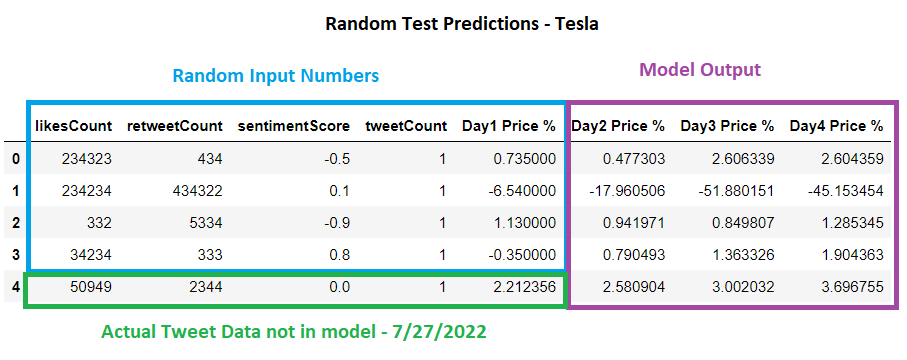 Random Test Predictions - Tesla
Random Input Numbers
Model Output
likesCount retweetCount sentimentScore tweetCount Day1 Price % Day2 Price % Day3 Price % Day4 Price %
0 234323 434 -0.5 1 0.735000 0.477303 2.606339 2.604359
1 234234 434322 0.1 1 -6.540000 -17.960506 -51.880151 -45.153454
2 332 5334 -0.9 1 1.130000 0.941971 0.849807 1.285345
3 34234 333 0.8 1 -0.350000 0.790493 1.363326 1.904363
4 50949 2344 0.0 1 2.212356 2.580904 3.002032 3.696755
Actual Tweet Data not in model - 7/27/2022